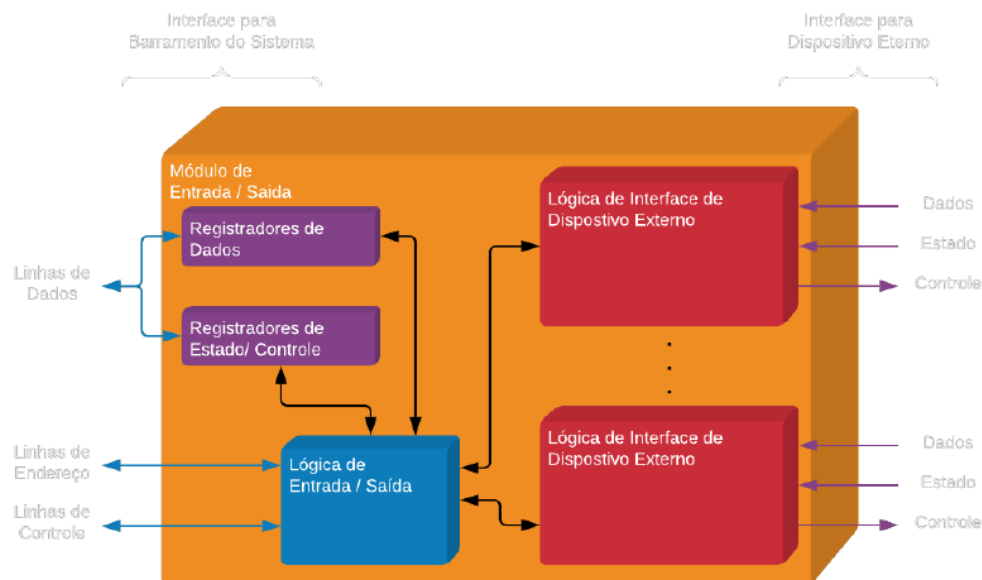 Interface para
Barramento do Sistema
Interface para
Dispositivo Eterno
Módulo de
Entrada / Saida
Registradores de
Dados
Registradores de
Estado/ Controle
Linhas de
Dados
Linhas de
Endereço
Linhas de
Controle
Lógica de
Entrada / Saída
Lógica de Interface de
Dispostivo Externo
Dados
Estado
Controle
Lógica de Interface de
Dispostivo Externo
Dados
Estado
Controle